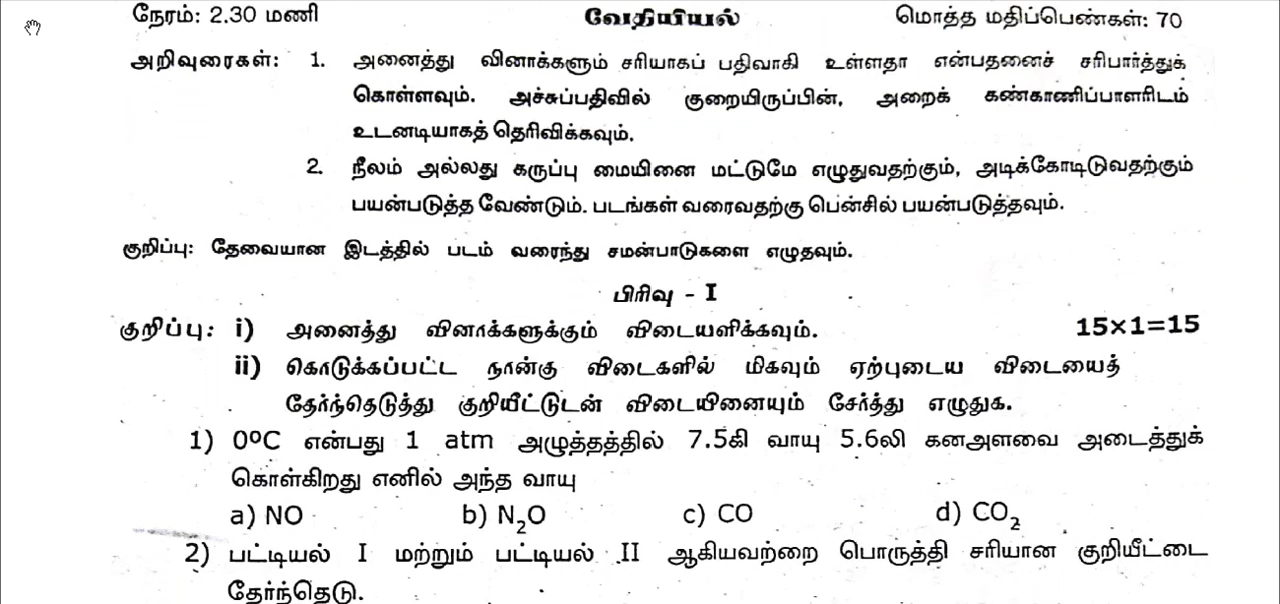 நேரம்: 2.30 மணி வேதியியல் மொத்த மதிப்பெண்கள்: 70
அறிவுரைகள்: 1. அனைத்து வினாக்களும் சரியாகப் பதிவாகி உள்ளதா என்பதனைச் சரிபார்த்துக்
கொள்ளவும். அச்சுப்பதிவில் குறையிருப்பின், அறைக் கண்காணிப்பாளரிடம்
உடனடியாகத் தெரிவிக்கவும்.
2. நீலம் அல்லது கருப்பு மையினை மட்டுமே எழுதுவதற்கும், அடிக்கோடிடுவதற்கும்
பயன்படுத்த வேண்டும். படங்கள் வரைவதற்கு பென்சில் பயன்படுத்தவும்.
குறிப்பு: தேவையான இடத்தில் படம் வரைந்து சமன்பாடுகளை எழுதவும்.
பிரிவு - I
குறிப்பு: i) அனைத்து வினாக்களுக்கும் விடையளிக்கவும். 15×1=15
ii) கொடுக்கப்பட்ட நான்கு விடைகளில் மிகவும் ஏற்புடைய விடையைத்
தேர்ந்தெடுத்து குறியீட்டுடன் விடையினையும் சேர்த்து எழுதுக.
1) 0ºC என்பது 1 atm அழுத்தத்தில் 7.5கி வாயு 5.6லி கனஅளவை அடைத்துக்
கொள்கிறது எனில் அந்த வாயு
a) NO b) N₂O c) CO d) CO₂
2) பட்டியல் I மற்றும் பட்டியல் II ஆகியவற்றை பொருத்தி சரியான குறியீட்டை
தேர்ந்தெடு.